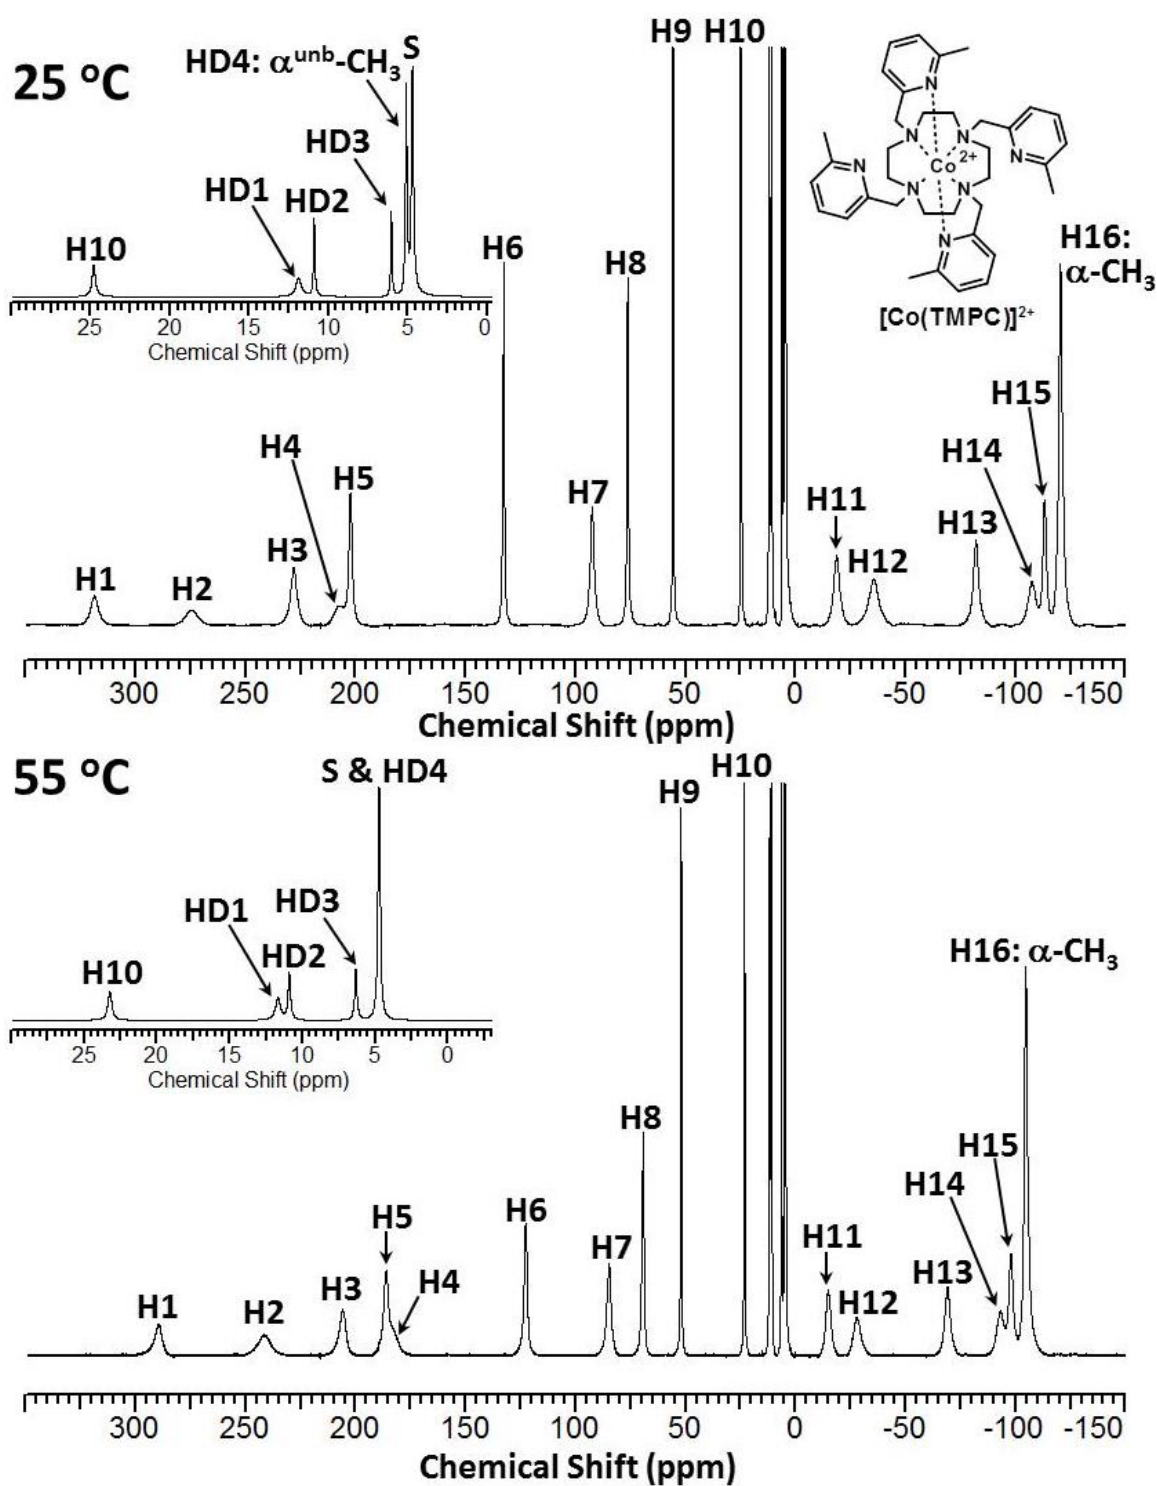 25 °C
HD4: α^unb-CH₃
S
HD3
HD1
HD2
H10
25 20 15 10 5 0
Chemical Shift (ppm)
H9 H10
N
N
N
N
N
N
N
N
Co 2+
[Co(TMPC)]²⁺
H16:
α-CH₃
H6
H8
H4
H5
H7
H3
H1
H2
H11
H12
H13
H14
H15
300 250 200 150 100 50 0 -50 -100 -150
Chemical Shift (ppm)
55 °C
S & HD4
HD1
HD3
HD2
H10
25 20 15 10 5 0
Chemical Shift (ppm)
H10
H9
H16: α-CH₃
H8
H15
H14
H6
H5
H7
H11
H4
H3
H13
H1
H2
H12
300 250 200 150 100 50 0 -50 -100 -150
Chemical Shift (ppm)